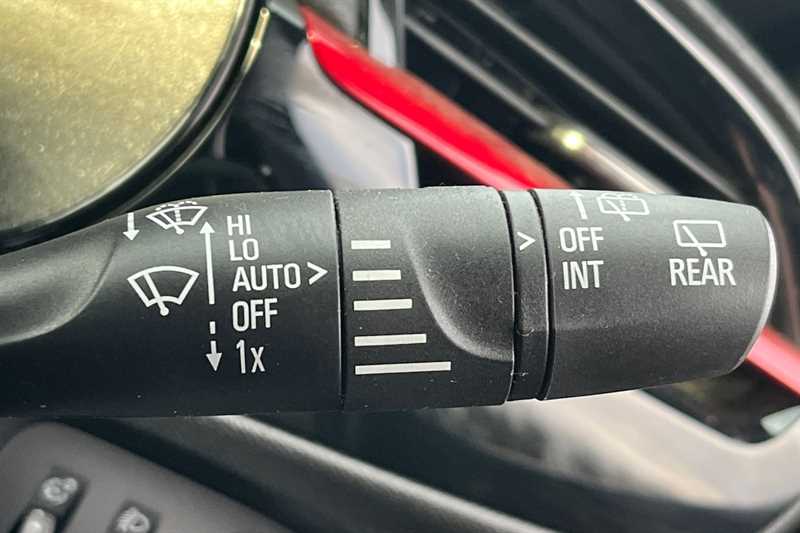 HI
LO
AUTO >
OFF
1x
>
OFF
INT
REAR